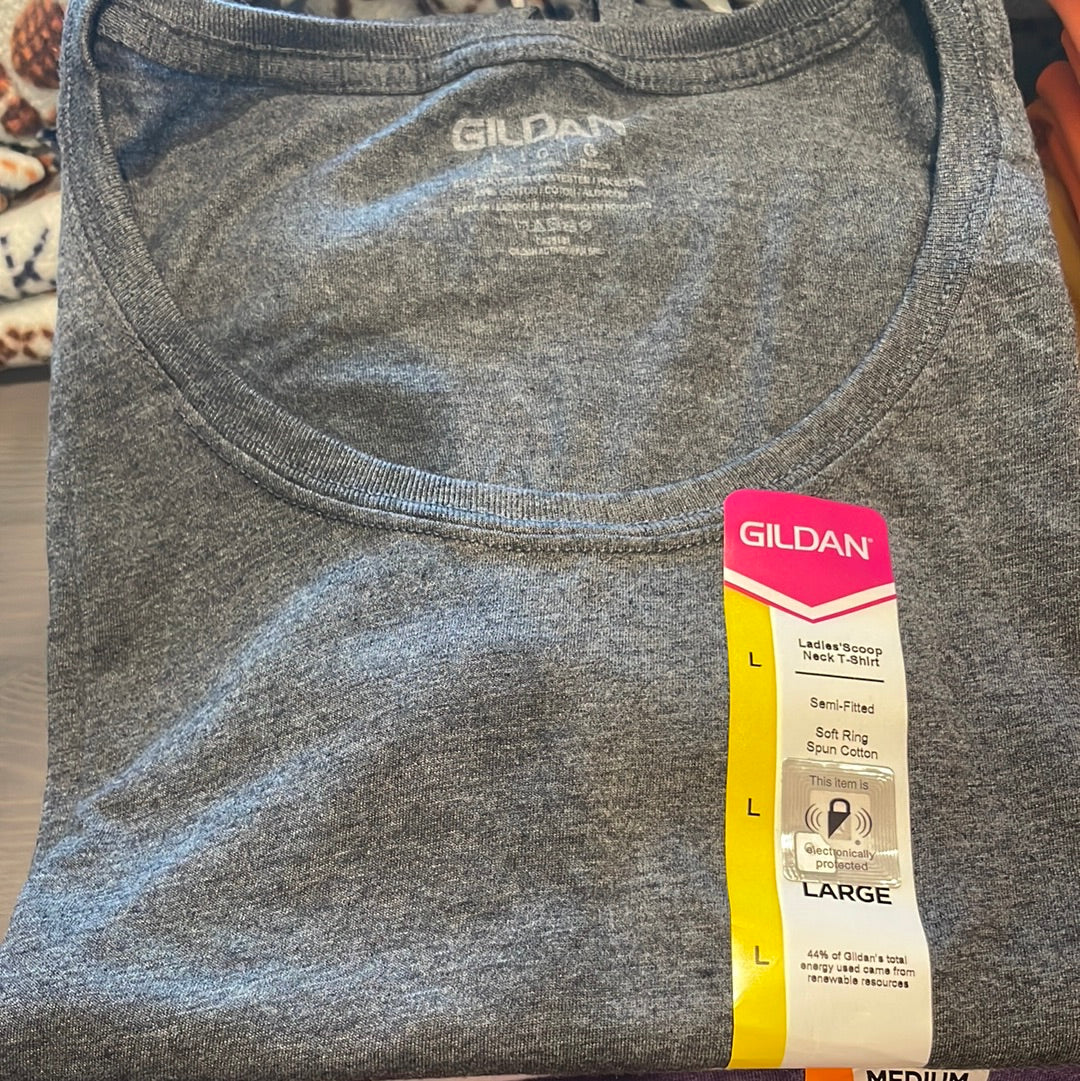 GILDAN
GILDAN®
Ladies' Scoop
Neck T-Shirt
Semi-Fitted
Soft Ring
Spun Cotton
This item is
electronically
protected
LARGE
44% of Gildan's total
energy used came from
renewable resources
L
L
L
MEDIUM